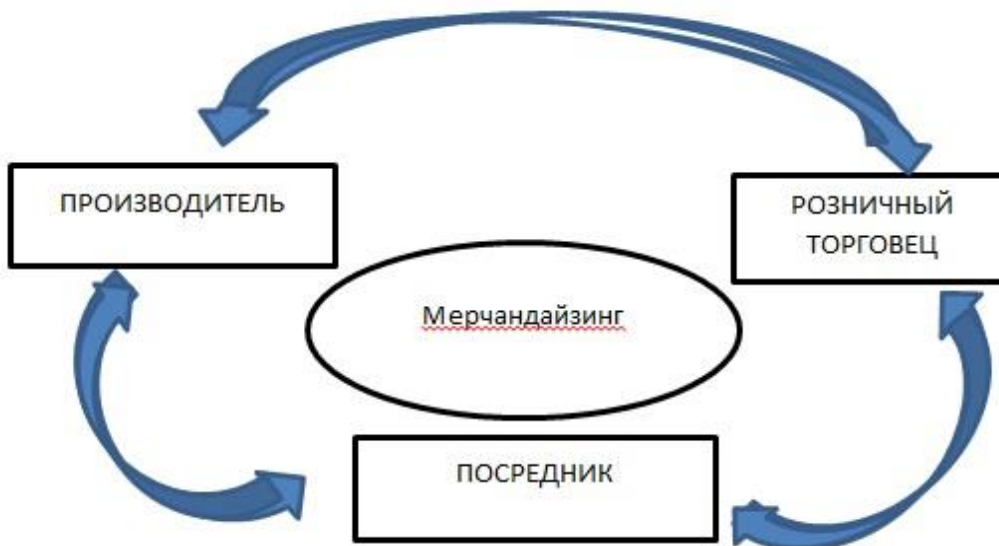 ПРОИЗВОДИТЕЛЬ
РОЗНИЧНЫЙ
ТОРГОВЕЦ
Мерчандайзинг
ПОСРЕДНИК